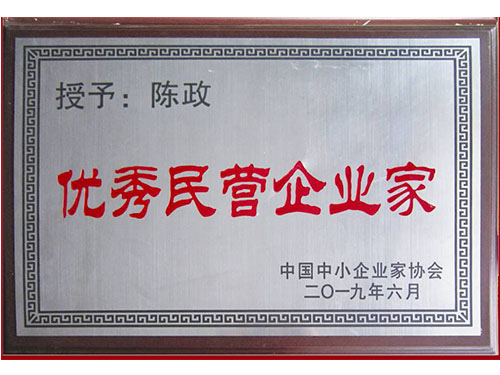 授予：陈政
优秀民营企业家
中国中小企业家协会
二〇一九年六月